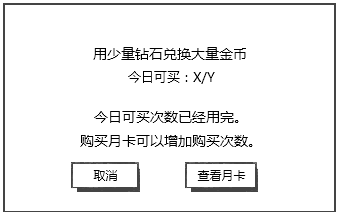 用少量钻石兑换大量金币
今日可买：X/Y
今日可买次数已经用完。
购买月卡可以增加购买次数。
取消
查看月卡